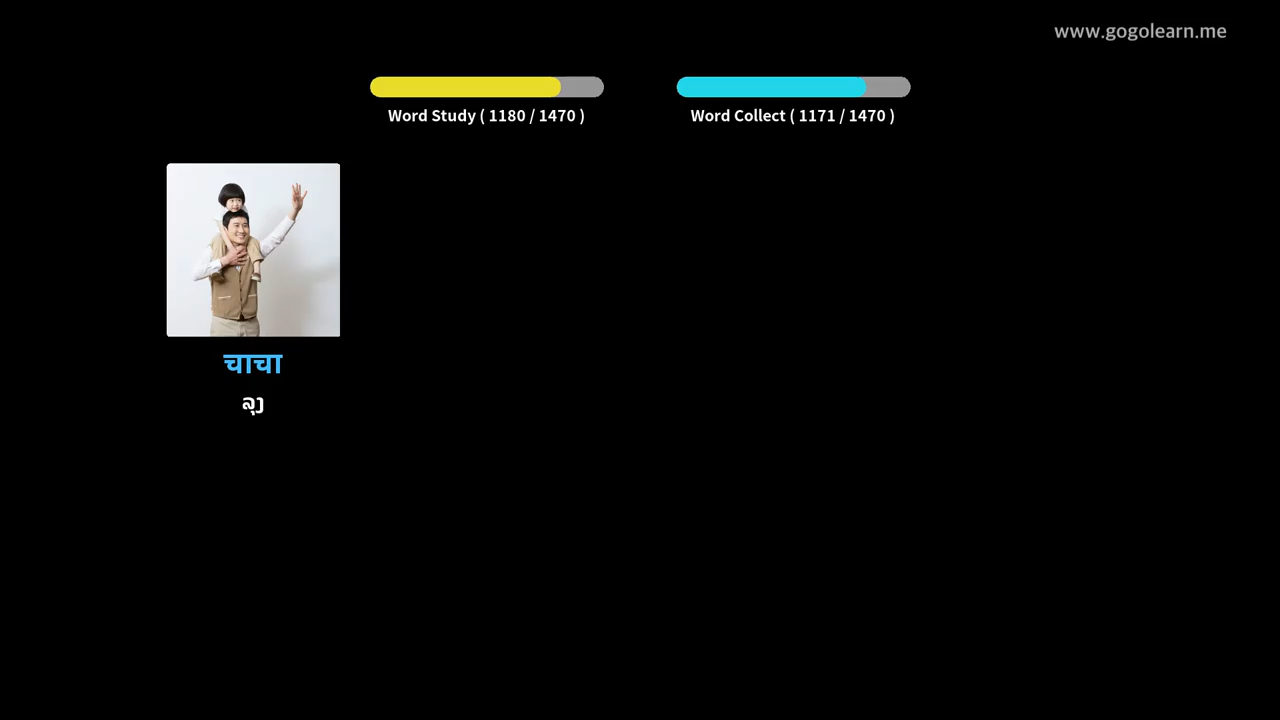 www.gogolearn.me
Word Study ( 1180 / 1470 )
Word Collect ( 1171 / 1470 )
चाचा
ລຸງ